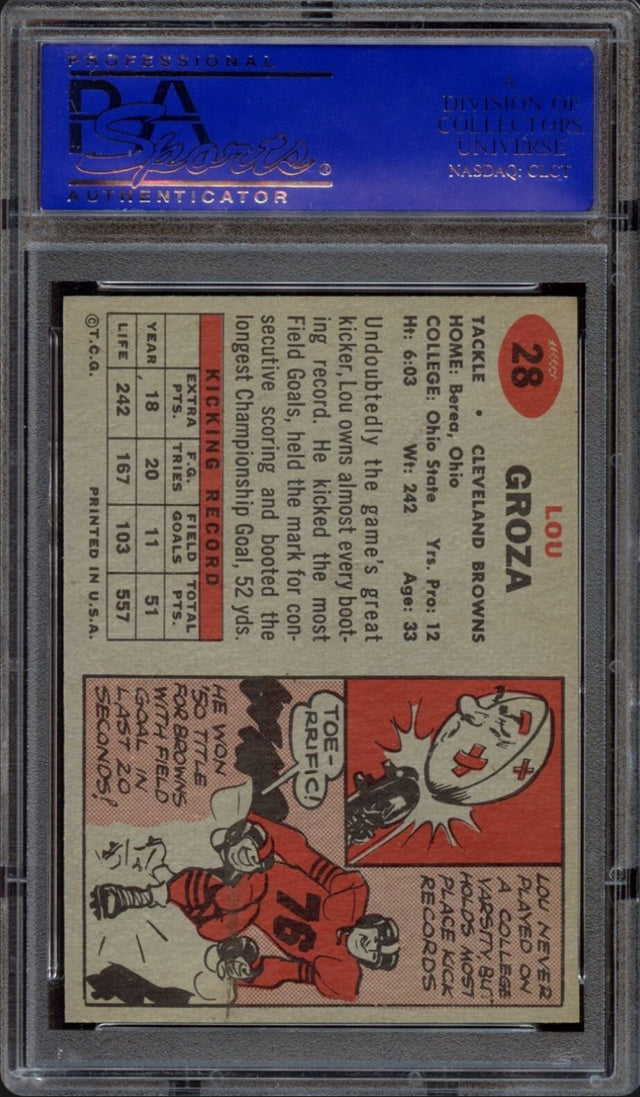 PROFESSIONAL
PSA
Sports®
AUTHENTICATOR
A
DIVISION OF
COLLECTORS
UNIVERSE
NASDAQ: CLCT
28
LOU
GROZA
TACKLE • CLEVELAND BROWNS
HOME: Berea, Ohio
COLLEGE: Ohio State Yrs. Pro: 12
Ht: 6:03 Wt: 242 Age: 33
Undoubtedly the game's great
kicker, Lou owns almost every boot-
ing record. He kicked the most
Field Goals, held the mark for con-
secutive scoring and booted the
longest Championship Goal, 52 yds.
KICKING RECORD
EXTRA PTS. F.G. TRIES FIELD GOALS TOTAL PTS.
YEAR 18 20 11 51
LIFE 242 167 103 557
©T.C.G. PRINTED IN U.S.A.
LOU NEVER
PLAYED ON
A COLLEGE
VARSITY, BUT
HOLDS MOST
PLACE KICK
RECORDS
TOE-
RRIFIC!
76
HE WON
'50 TITLE
FOR BROWNS
WITH FIELD
GOAL IN
LAST 20
SECONDS!